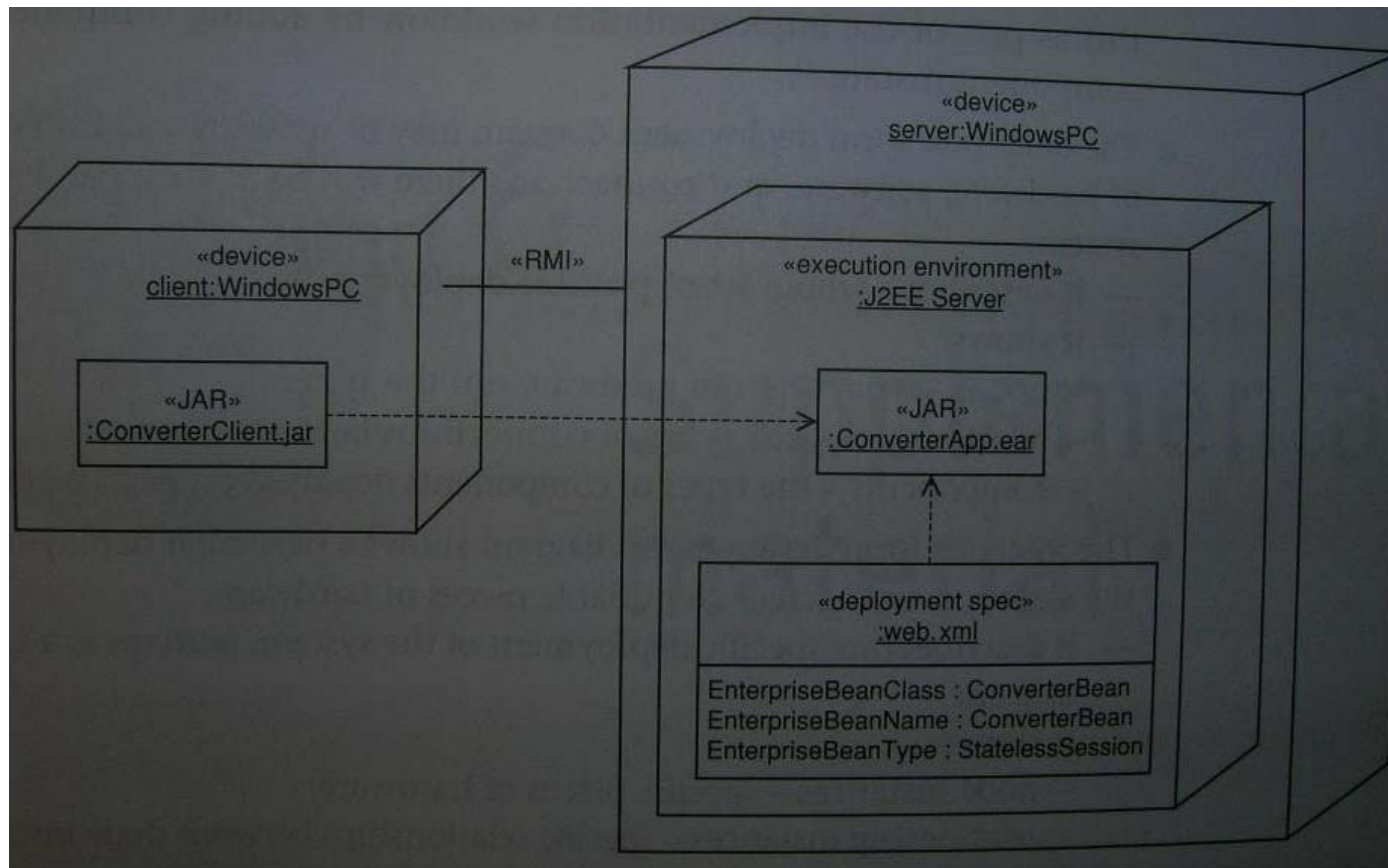 «device»
server:WindowsPC
«device»
client:WindowsPC
«RMI»
«execution environment»
:J2EE Server
«JAR»
:ConverterClient.jar
«JAR»
:ConverterApp.ear
«deployment spec»
:web.xml
EnterpriseBeanClass : ConverterBean
EnterpriseBeanName : ConverterBean
EnterpriseBeanType : StatelessSession